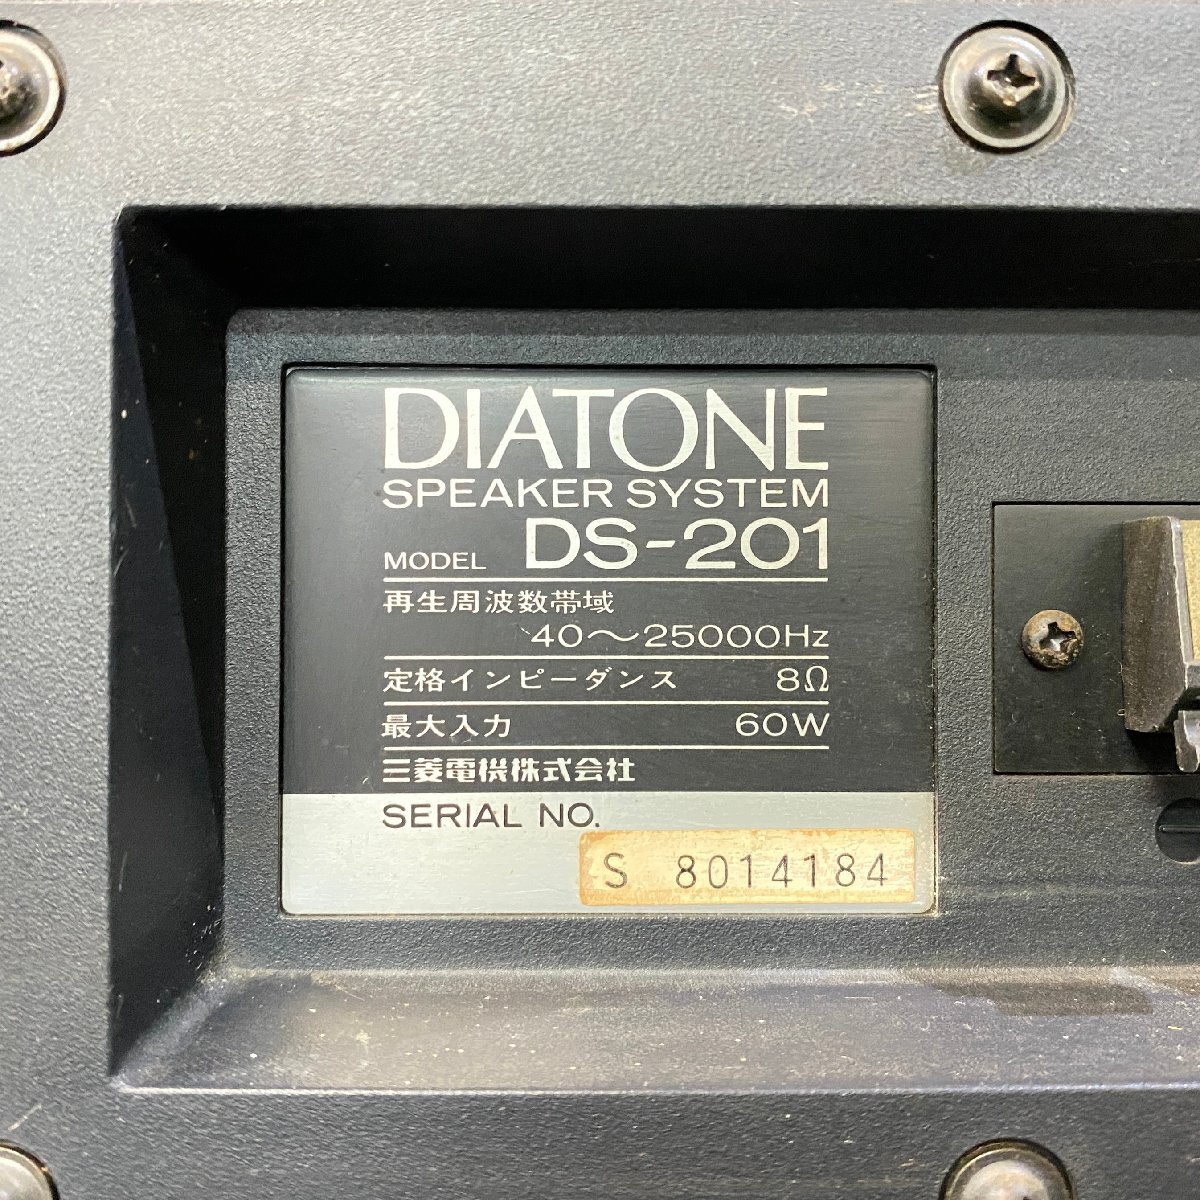 DIATONE
SPEAKER SYSTEM
MODEL DS-201
再生周波数帯域
40〜25000Hz
定格インピーダンス 8Ω
最大入力 60W
三菱電機株式会社
SERIAL NO.
S 8014184